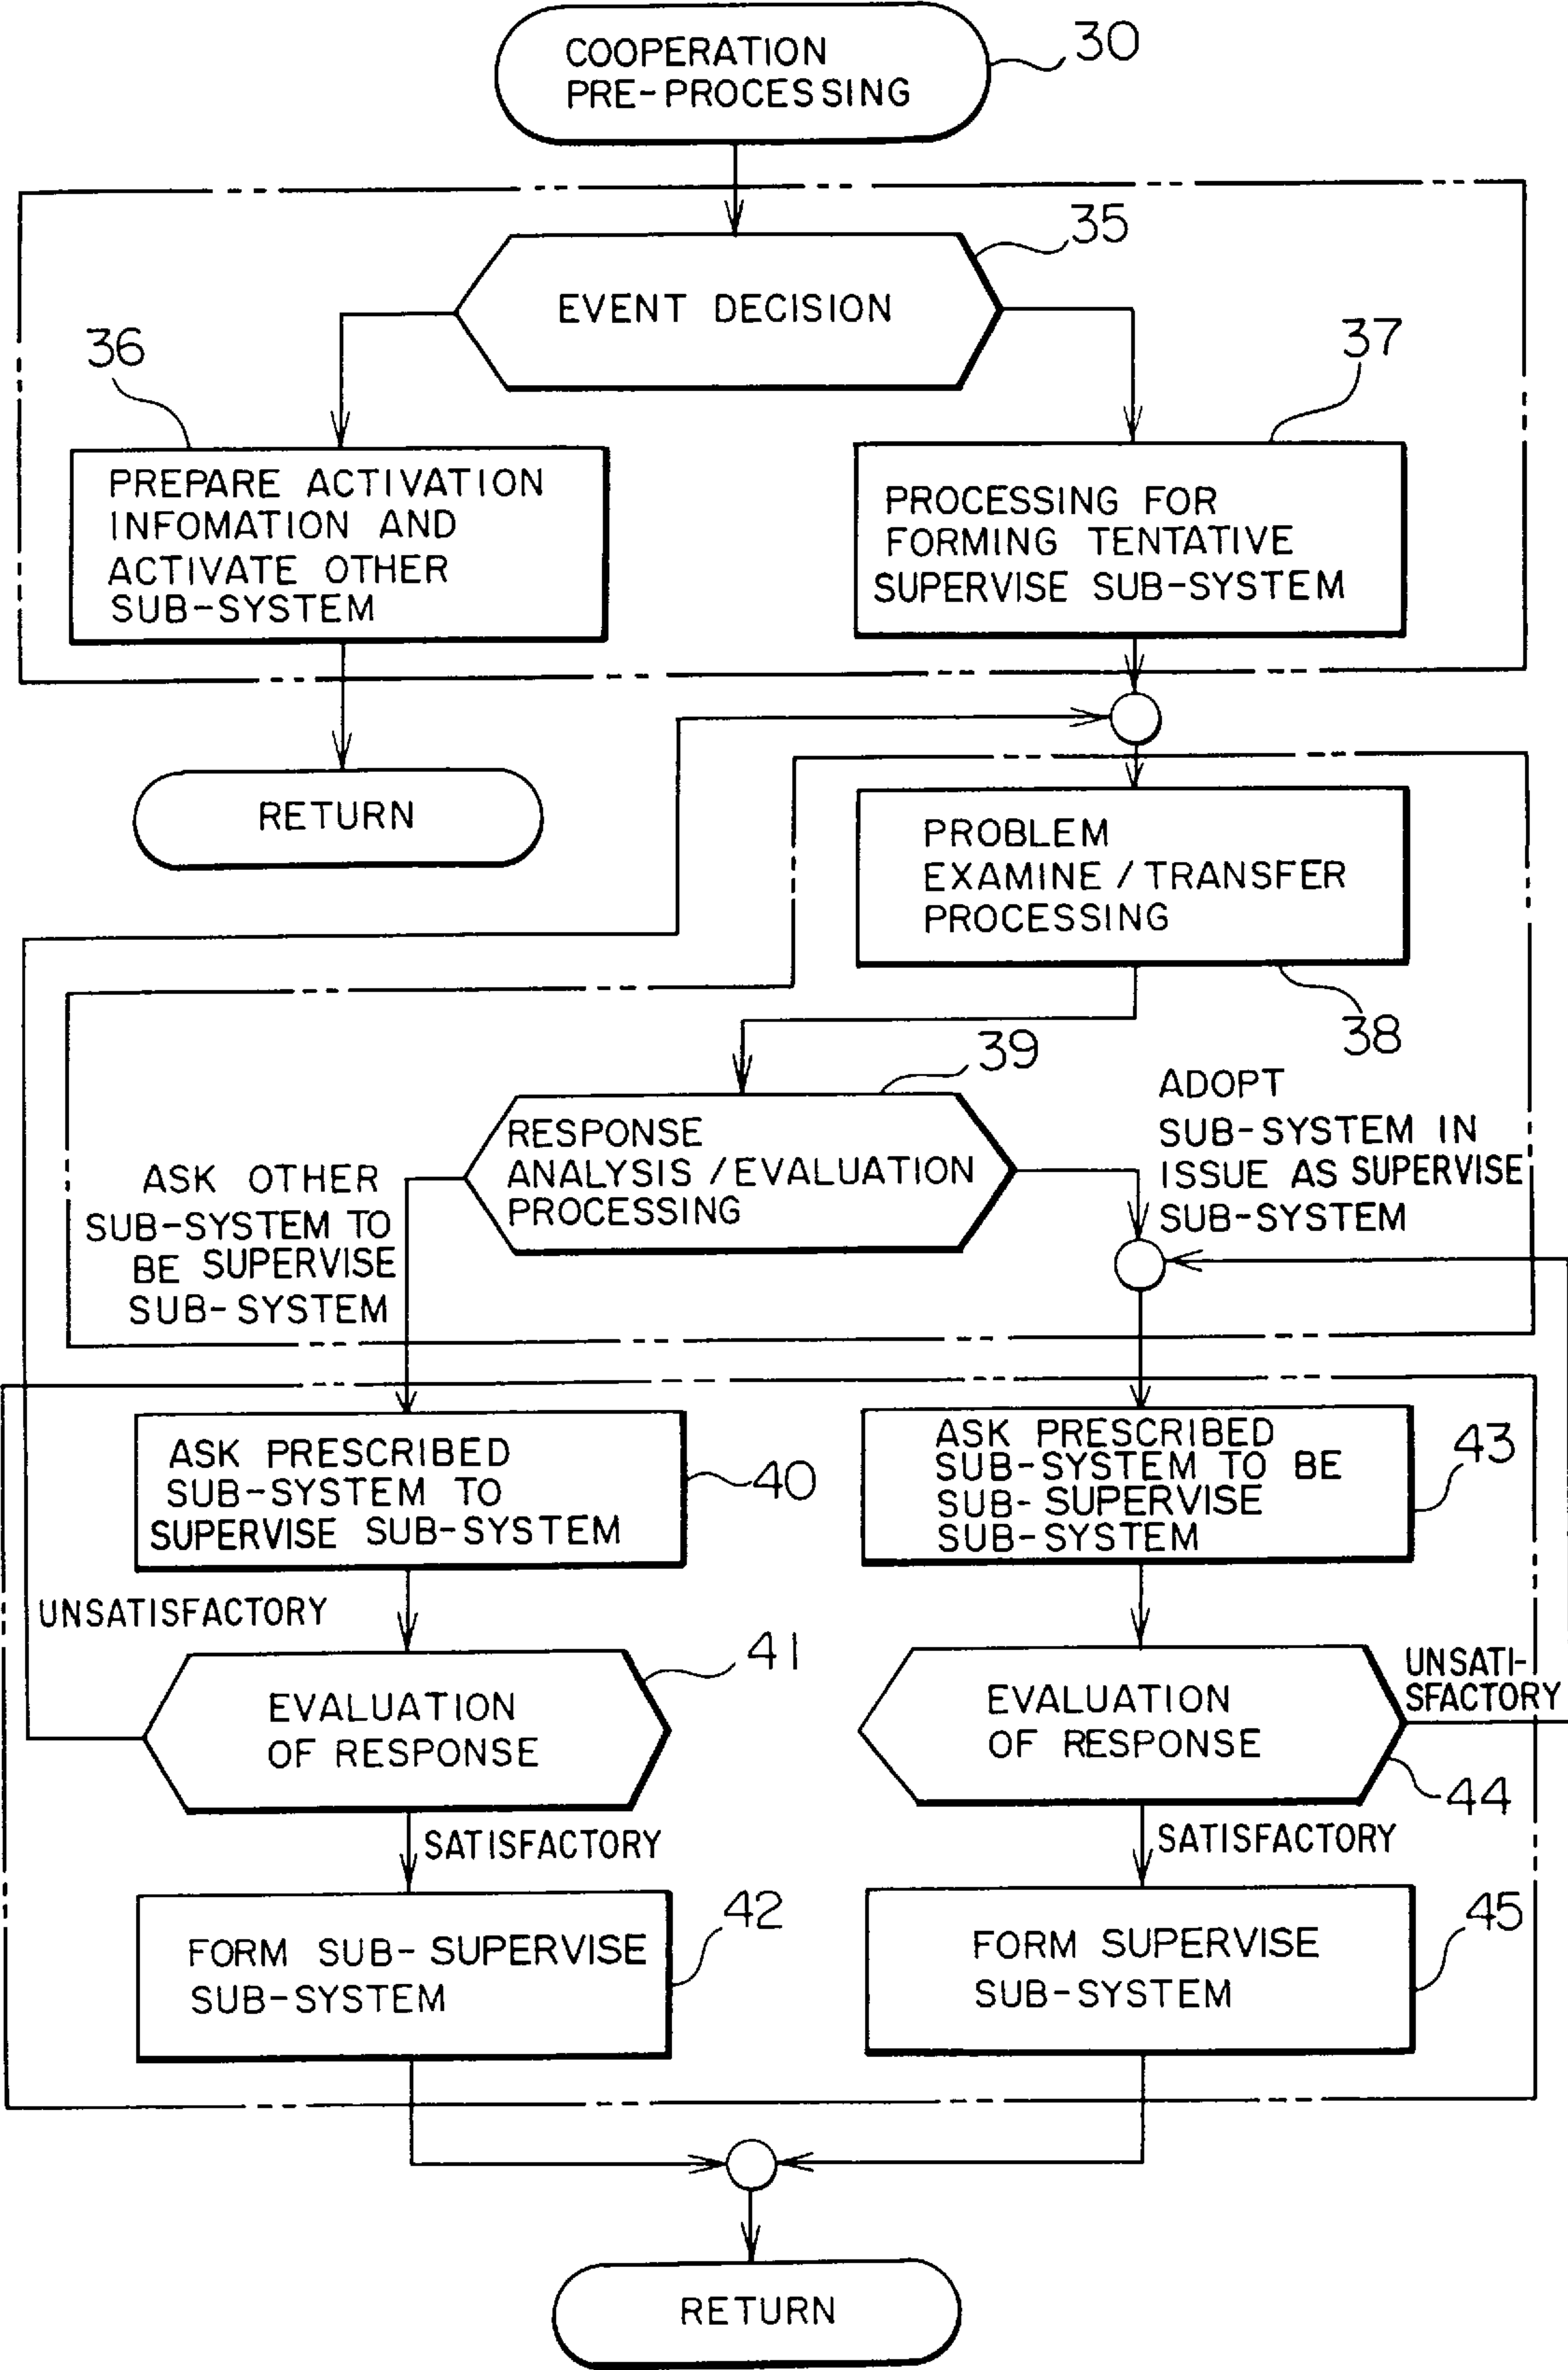 COOPERATION
PRE-PROCESSING
30
35
EVENT DECISION
36
37
PREPARE ACTIVATION
INFOMATION AND
ACTIVATE OTHER
SUB-SYSTEM
PROCESSING FOR
FORMING TENTATIVE
SUPERVISE SUB-SYSTEM
RETURN
PROBLEM
EXAMINE / TRANSFER
PROCESSING
38
39
RESPONSE
ANALYSIS / EVALUATION
PROCESSING
ADOPT
SUB-SYSTEM IN
ISSUE AS SUPERVISE
SUB-SYSTEM
ASK OTHER
SUB-SYSTEM TO
BE SUPERVISE
SUB-SYSTEM
ASK PRESCRIBED
SUB-SYSTEM TO
SUPERVISE SUB-SYSTEM
40
ASK PRESCRIBED
SUB-SYSTEM TO BE
SUB- SUPERVISE
SUB-SYSTEM
43
UNSATISFACTORY
41
EVALUATION
OF RESPONSE
EVALUATION
OF RESPONSE
UNSATI-
SFACTORY
44
SATISFACTORY
SATISFACTORY
42
FORM SUB- SUPERVISE
SUB-SYSTEM
45
FORM SUPERVISE
SUB-SYSTEM
RETURN